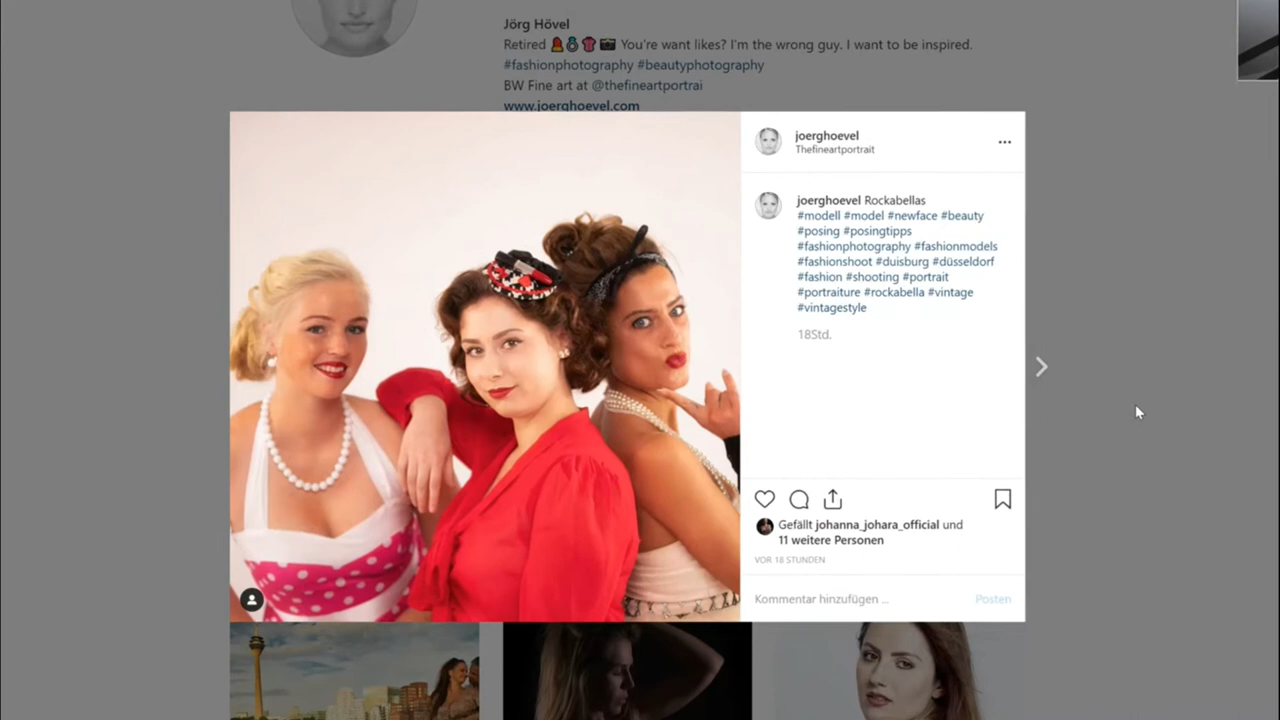 Jörg Hövel
Retired You're want likes? I'm the wrong guy. I want to be inspired.
#fashionphotography #beautyphotography
BW Fine art at @thefineartportrai
www.joerghoevel.com
joerghoevel
Thefineartportrait
joerghoevel Rockabellas
#modell #model #newface #beauty
#posing #posingtipps
#fashionphotography #fashionmodels
#fashionshoot #duisburg #düsseldorf
#fashion #shooting #portrait
#portraiture #rockabella #vintage
#vintagestyle
18Std.
Gefällt johanna_johara_official und
11 weitere Personen
VOR 18 STUNDEN
Kommentar hinzufügen ...
Posten